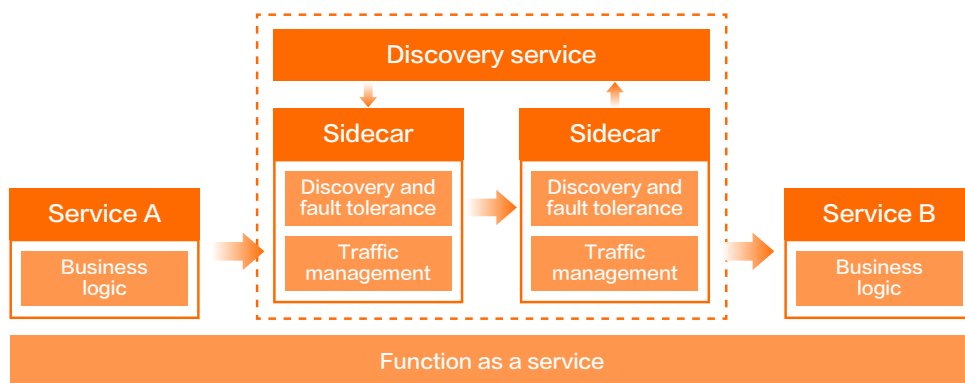 Discovery service
Sidecar
Discovery and
fault tolerance
Traffic
management
Sidecar
Discovery and
fault tolerance
Traffic
management
Service A
Business
logic
Service B
Business
logic
Function as a service